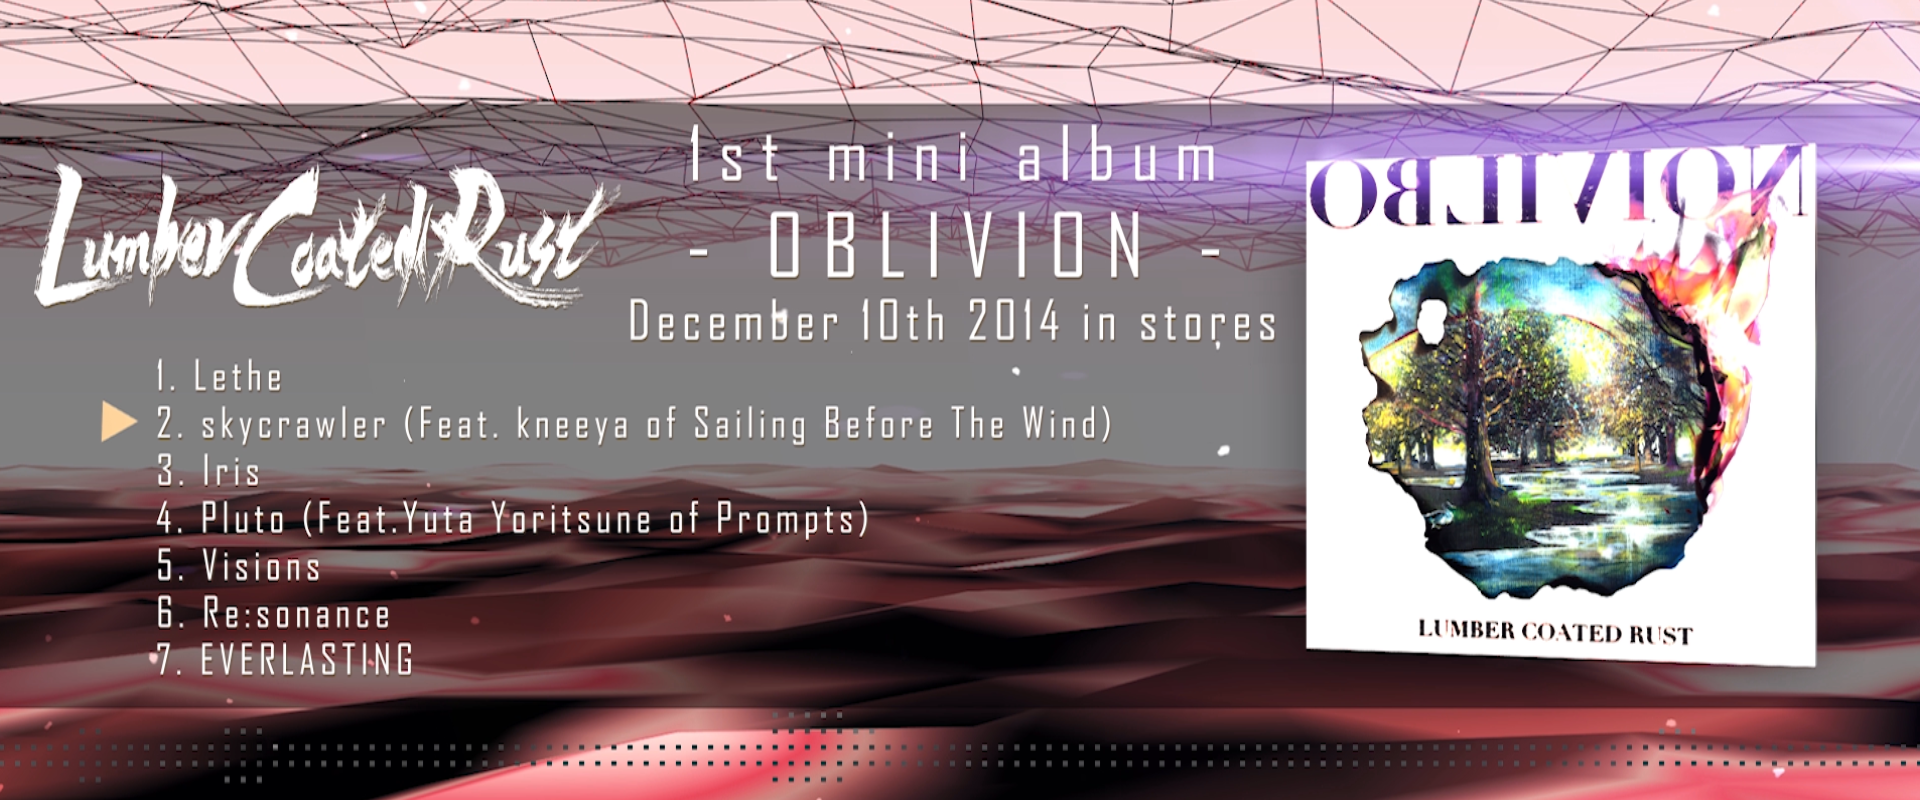 Lumber Coated Rust
1st mini album
- OBLIVION -
December 10th 2014 in stores
1. Lethe
2. skycrawler (Feat. kneeya of Sailing Before The Wind)
3. Iris
4. Pluto (Feat.Yuta Yoritsune of Prompts)
5. Visions
6. Re:sonance
7. EVERLASTING
OBLIVION
LUMBER COATED RUST